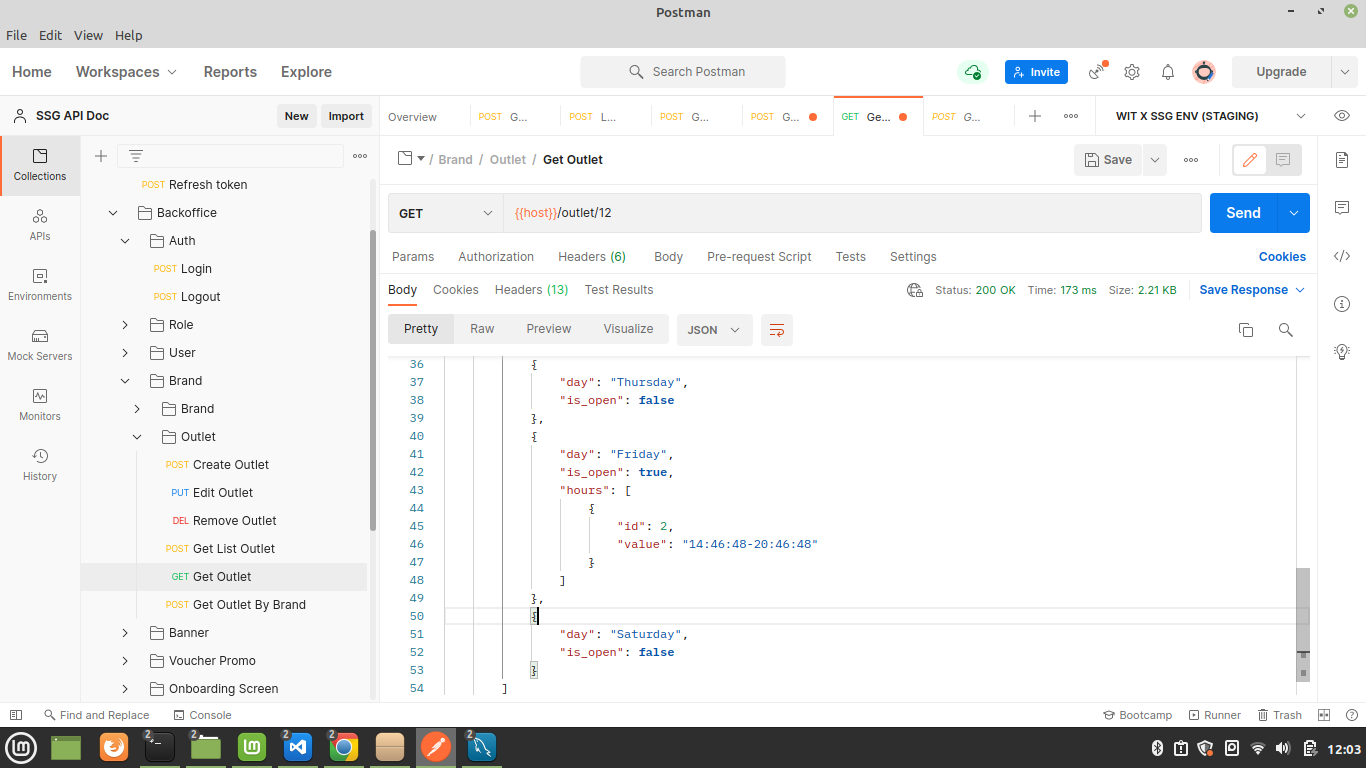 Postman
File Edit View Help
Home Workspaces Reports Explore Search Postman Invite Upgrade
SSG API Doc New Import
Overview POST G... POST L... POST G... POST G... GET Ge... POST G... WIT X SSG ENV (STAGING)
Collections
APIs
Environments
Mock Servers
Monitors
History
POST Refresh token
Backoffice
Auth
POST Login
POST Logout
Role
User
Brand
Brand
Outlet
POST Create Outlet
PUT Edit Outlet
DEL Remove Outlet
POST Get List Outlet
GET Get Outlet
POST Get Outlet By Brand
Banner
Voucher Promo
Onboarding Screen
/ Brand / Outlet / Get Outlet Save
GET {{host}}/outlet/12 Send
Params Authorization Headers (6) Body Pre-request Script Tests Settings Cookies
Body Cookies Headers (13) Test Results Status: 200 OK Time: 173 ms Size: 2.21 KB Save Response
Pretty Raw Preview Visualize JSON
36 {
37 "day": "Thursday",
38 "is_open": false
39 },
40 {
41 "day": "Friday",
42 "is_open": true,
43 "hours": [
44 {
45 "id": 2,
46 "value": "14:46:48-20:46:48"
47 }
48 ]
49 },
50 {
51 "day": "Saturday",
52 "is_open": false
53 }
54 ]
Find and Replace Console Bootcamp Runner Trash
2 2 2 2 2 12:03